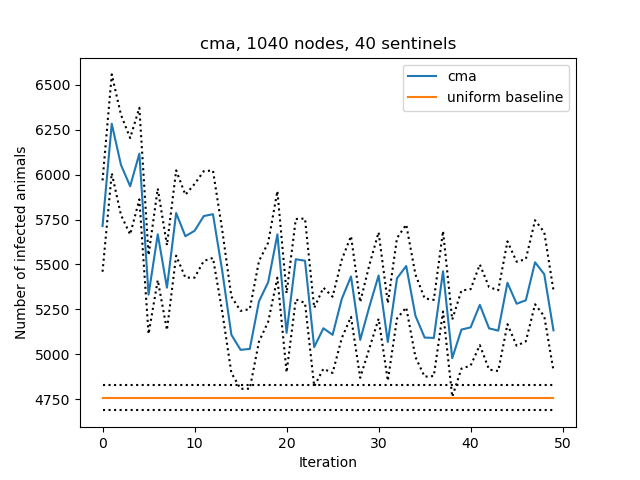 cma, 1040 nodes, 40 sentinels
cma
uniform baseline
Number of infected animals
6500
6250
6000
5750
5500
5250
5000
4750
0 10 20 30 40 50
Iteration